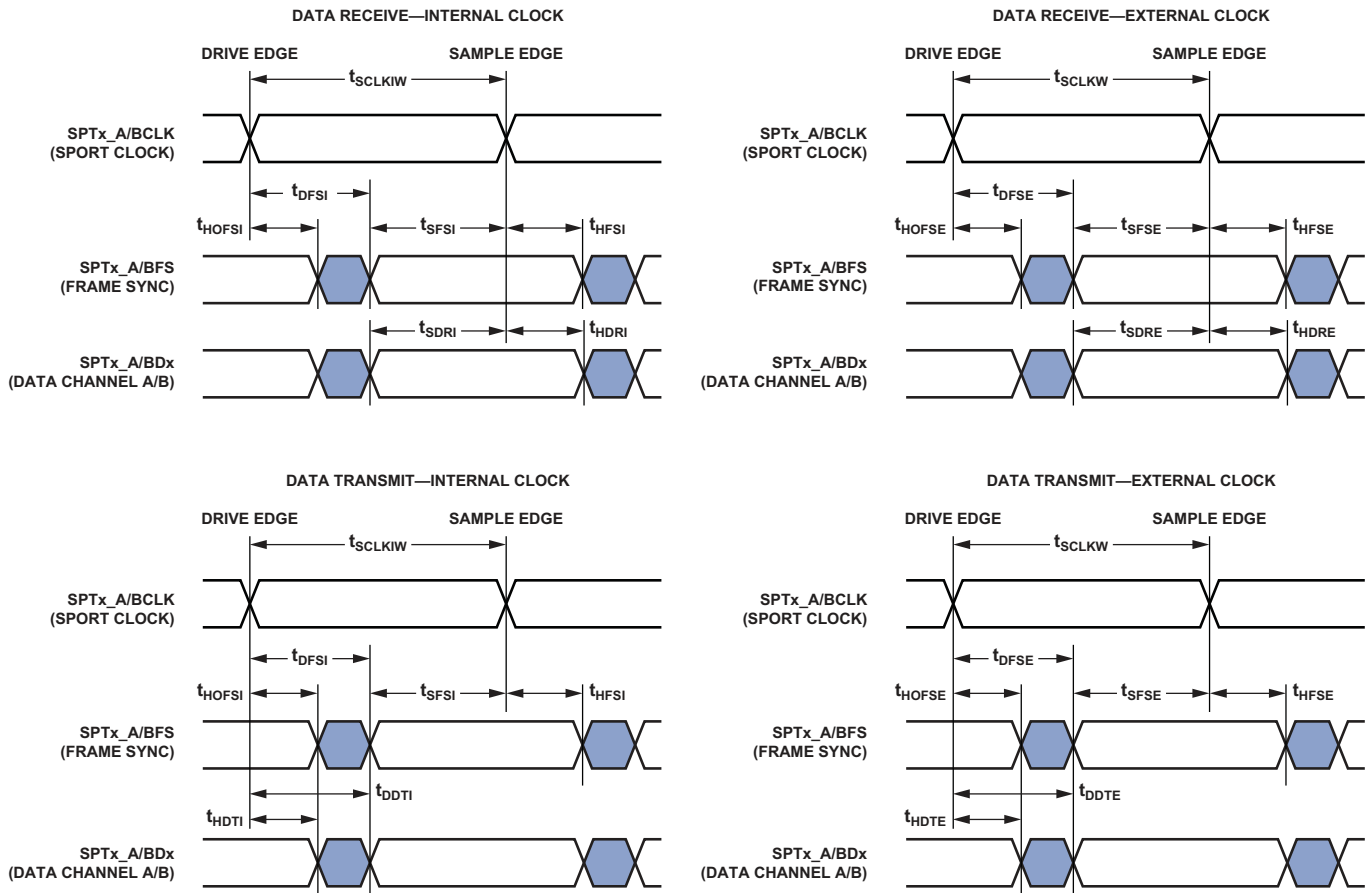 DATA RECEIVE—INTERNAL CLOCK
DRIVE EDGE
SAMPLE EDGE
tSCLKIW
SPTx_A/BCLK
(SPORT CLOCK)
tDFSI
tHOFSI
tSFSI
tHFSI
SPTx_A/BFS
(FRAME SYNC)
tSDRI
tHDRI
SPTx_A/BDx
(DATA CHANNEL A/B)
DATA RECEIVE—EXTERNAL CLOCK
DRIVE EDGE
SAMPLE EDGE
tSCLKW
SPTx_A/BCLK
(SPORT CLOCK)
tDFSE
tHOFSE
tSFSE
tHFSE
SPTx_A/BFS
(FRAME SYNC)
tSDRE
tHDRE
SPTx_A/BDx
(DATA CHANNEL A/B)
DATA TRANSMIT—INTERNAL CLOCK
DRIVE EDGE
SAMPLE EDGE
tSCLKIW
SPTx_A/BCLK
(SPORT CLOCK)
tDFSI
tHOFSI
tSFSI
tHFSI
SPTx_A/BFS
(FRAME SYNC)
tDDTI
tHDTI
SPTx_A/BDx
(DATA CHANNEL A/B)
DATA TRANSMIT—EXTERNAL CLOCK
DRIVE EDGE
SAMPLE EDGE
tSCLKW
SPTx_A/BCLK
(SPORT CLOCK)
tDFSE
tHOFSE
tSFSE
tHFSE
SPTx_A/BFS
(FRAME SYNC)
tDDTE
tHDTE
SPTx_A/BDx
(DATA CHANNEL A/B)